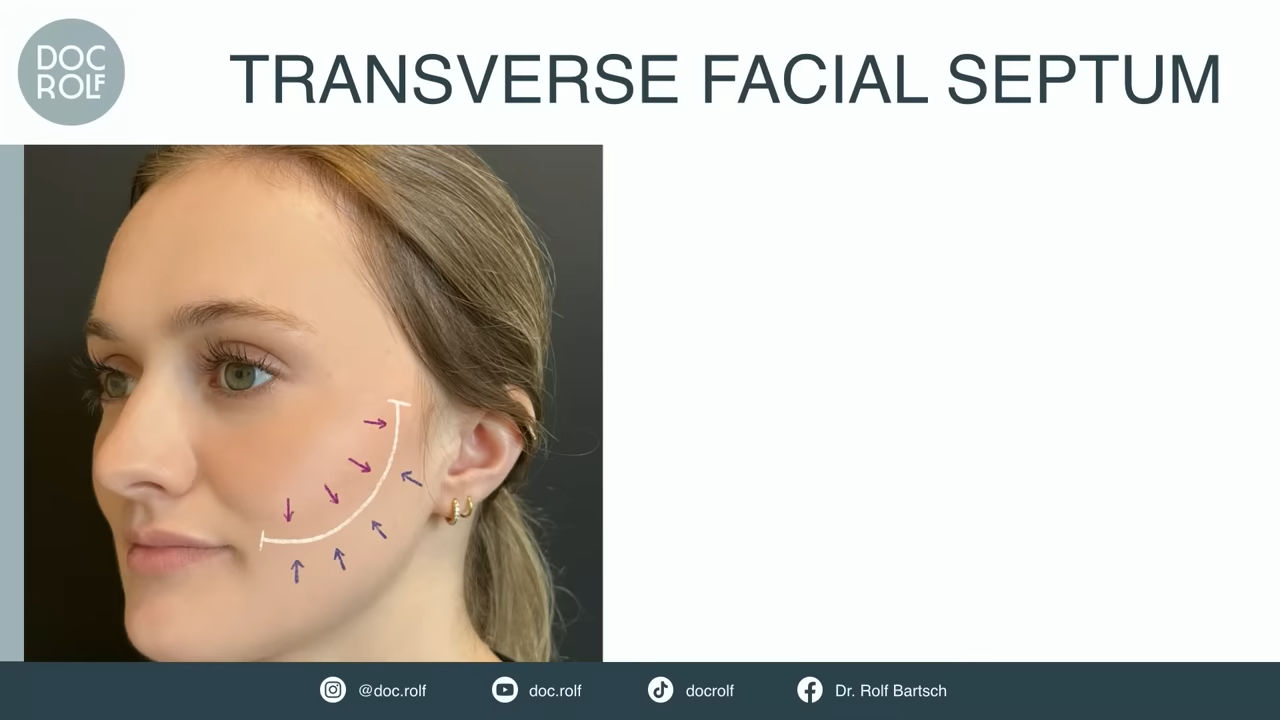 DOC
ROLF
TRANSVERSE FACIAL SEPTUM
@doc.rolf
doc.rolf
docrolf
Dr. Rolf Bartsch